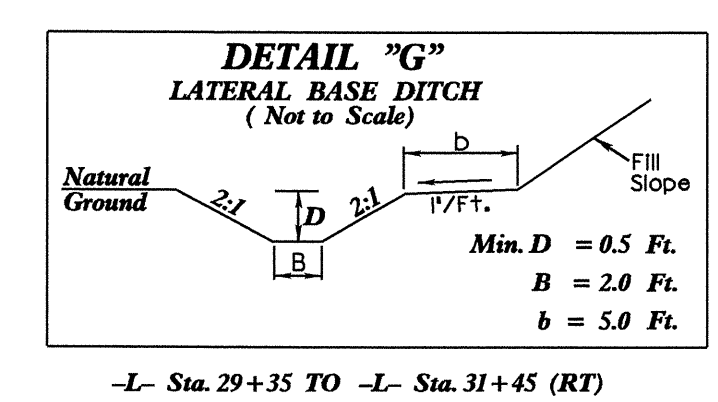 DETAIL "G"
LATERAL BASE DITCH
( Not to Scale)
b
Natural
Ground
2:1
D
2:1
1"/Ft.
Fill
Slope
B
Min. D = 0.5 Ft.
B = 2.0 Ft.
b = 5.0 Ft.
-L- Sta. 29+35 TO -L- Sta. 31+45 (RT)